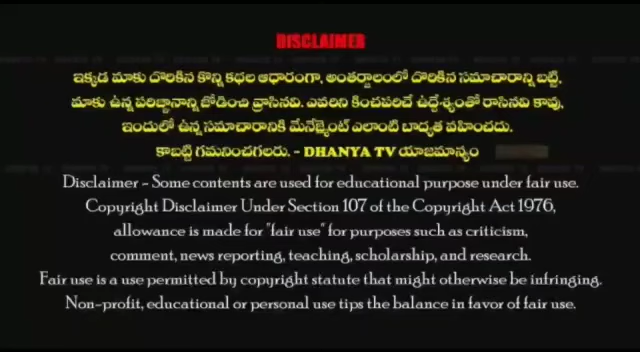 DISCLAIMER
ఇక్కడ మాకు దొరికిన కొన్ని కథల ఆధారంగా, అంతర్జాలంలో దొరికిన సమాచారాన్ని బట్టి,
మాకు ఉన్న పరిజ్ఞానాన్ని జోడించి వ్రాసినవి. ఎవరిని కించపరిచే ఉద్దేశ్యంతో రాసినవి కావు,
ఇందులో ఉన్న సమాచారానికి మేనేజ్మెంట్ ఎలాంటి బాధ్యత వహించదు.
కాబట్టి గమనించగలరు. - DHANYA TV యాజమాన్యం
Disclaimer - Some contents are used for educational purpose under fair use.
Copyright Disclaimer Under Section 107 of the Copyright Act 1976,
allowance is made for "fair use" for purposes such as criticism,
comment, news reporting, teaching, scholarship, and research.
Fair use is a use permitted by copyright statute that might otherwise be infringing.
Non-profit, educational or personal use tips the balance in favor of fair use.